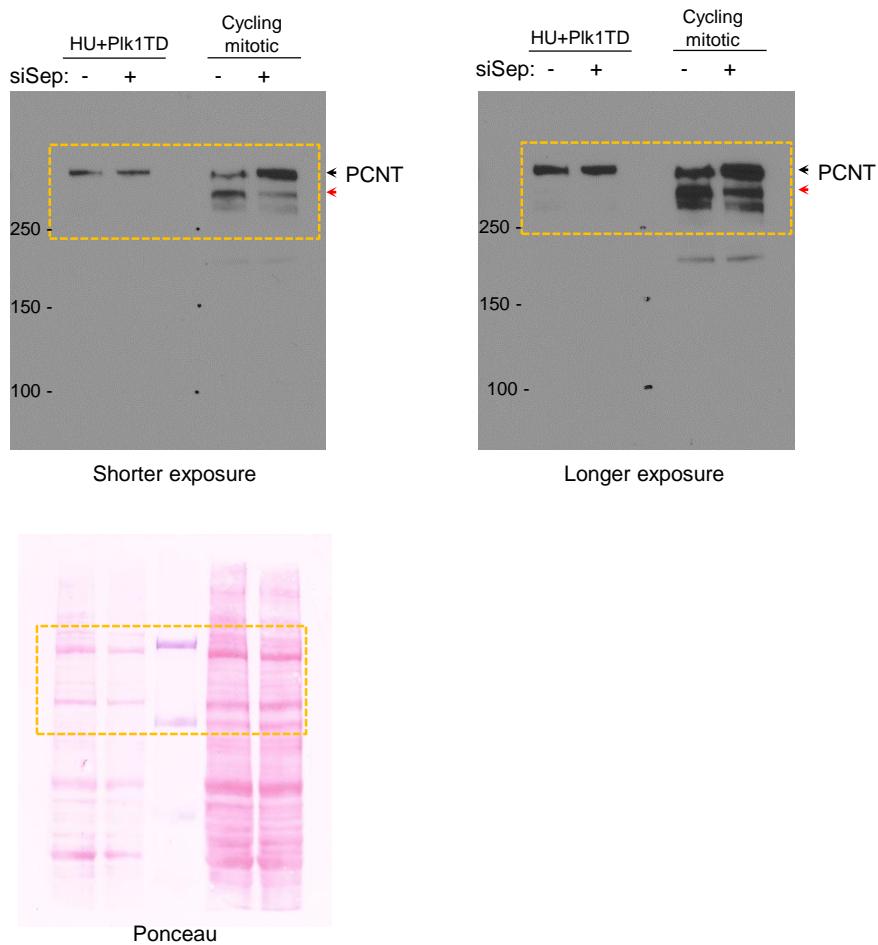 HU+Plk1TD
Cycling
mitotic
siSep: - + - +
PCNT
250 -
150 -
100 -
Shorter exposure
HU+Plk1TD
Cycling
mitotic
siSep: - + - +
PCNT
250 -
150 -
100 -
Longer exposure
Ponceau